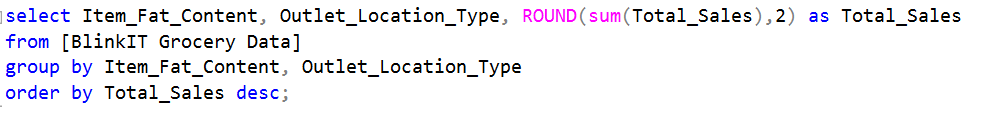 select Item_Fat_Content, Outlet_Location_Type, ROUND(sum(Total_Sales),2) as Total_Sales
from [BlinkIT Grocery Data]
group by Item_Fat_Content, Outlet_Location_Type
order by Total_Sales desc;